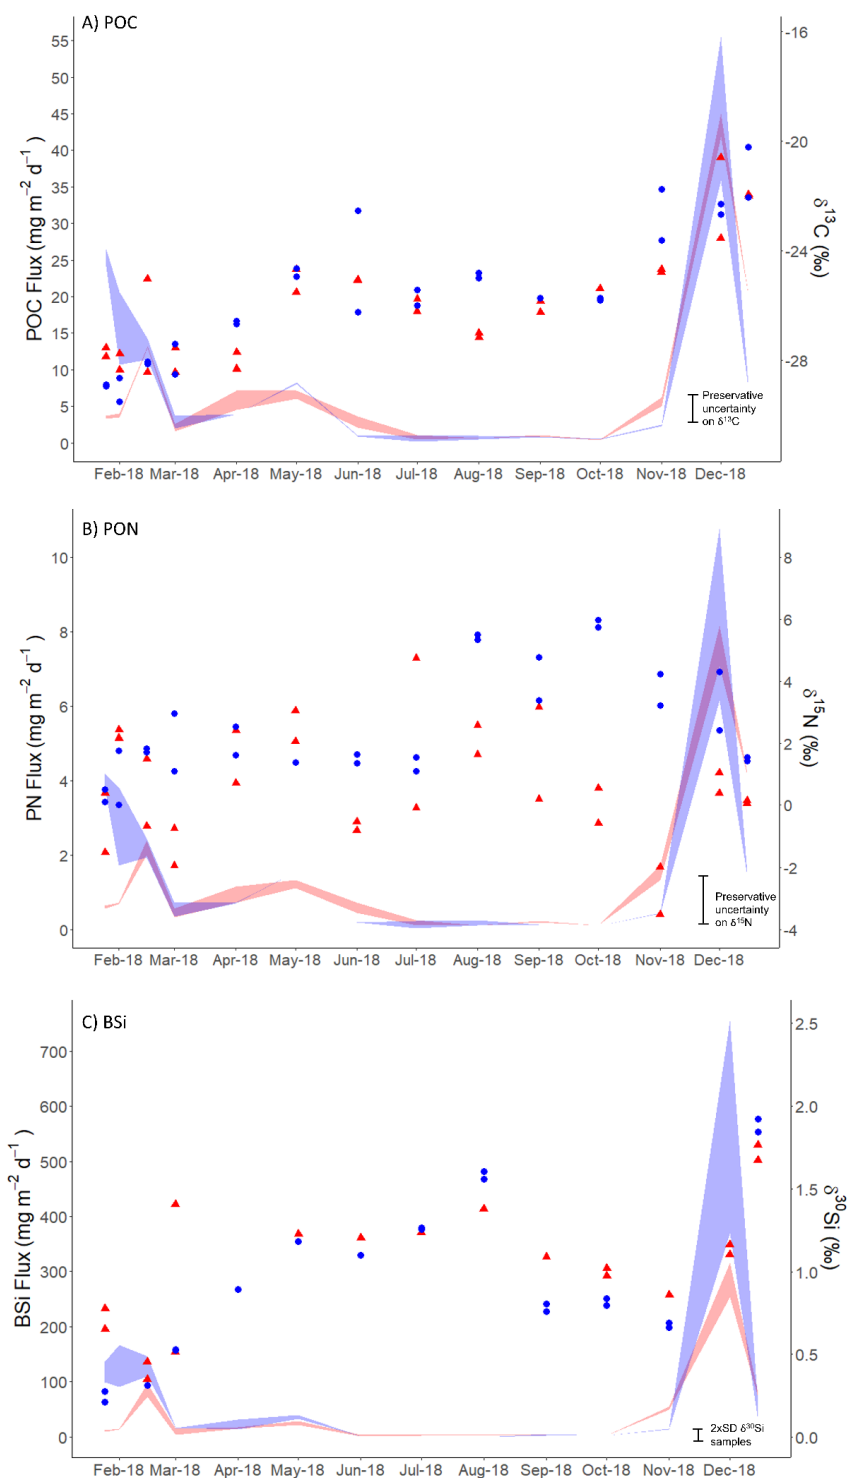 A) POC
55
50
45
40
35
30
25
20
15
10
5
0
POC Flux (mg m⁻² d⁻¹ )
-16
-20
-24
-28
δ¹³C (‰)
Preservative
uncertainty
on δ¹³C
Feb-18 Mar-18 Apr-18 May-18 Jun-18 Jul-18 Aug-18 Sep-18 Oct-18 Nov-18 Dec-18
B) PON
10
8
6
4
2
0
PN Flux (mg m⁻² d⁻¹ )
8
6
4
2
0
-2
-4
δ¹⁵N (‰)
Preservative
uncertainty
on δ¹⁵N
Feb-18 Mar-18 Apr-18 May-18 Jun-18 Jul-18 Aug-18 Sep-18 Oct-18 Nov-18 Dec-18
C) BSi
700
600
500
400
300
200
100
0
BSi Flux (mg m⁻² d⁻¹ )
2.5
2.0
1.5
1.0
0.5
0.0
δ³⁰Si (‰)
2xSD δ³⁰Si
samples
Feb-18 Mar-18 Apr-18 May-18 Jun-18 Jul-18 Aug-18 Sep-18 Oct-18 Nov-18 Dec-18